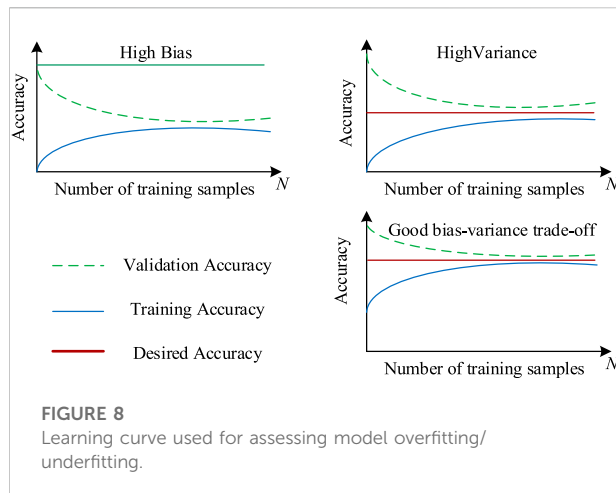 High Bias
Accuracy
Number of training samples
N
HighVariance
Accuracy
Number of training samples
N
Good bias-variance trade-off
Accuracy
Number of training samples
N
Validation Accuracy
Training Accuracy
Desired Accuracy
FIGURE 8
Learning curve used for assessing model overfitting/
underfitting.